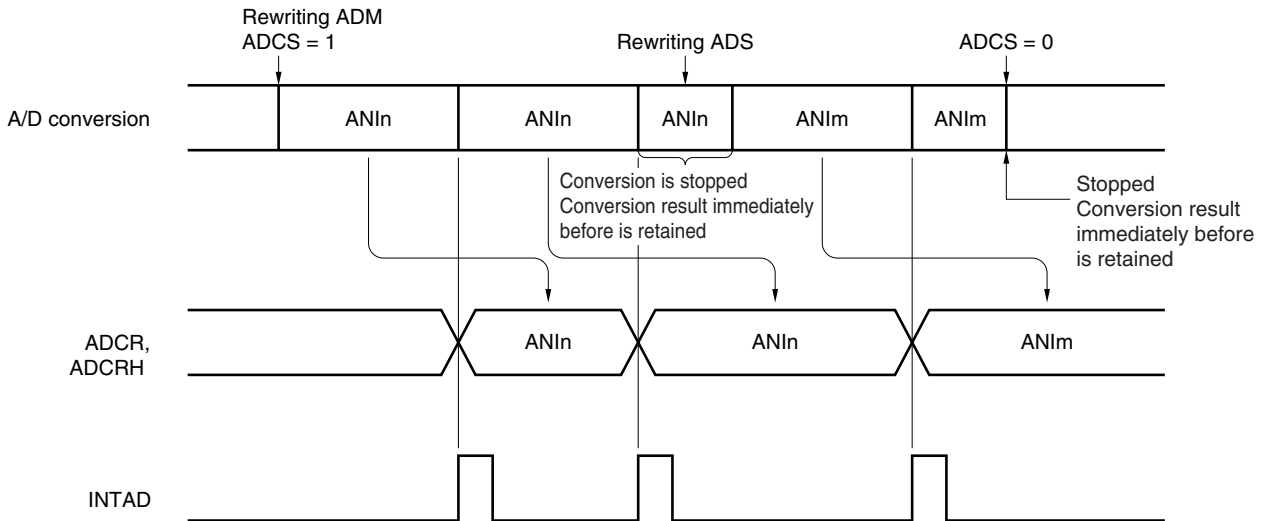 Rewriting ADM
ADCS = 1
Rewriting ADS
ADCS = 0
A/D conversion
ANIn
ANIn
ANIn
ANIm
ANIm
Conversion is stopped
Conversion result immediately
before is retained
Stopped
Conversion result
immediately before
is retained
ADCR,
ADCRH
ANIn
ANIn
ANIm
INTAD